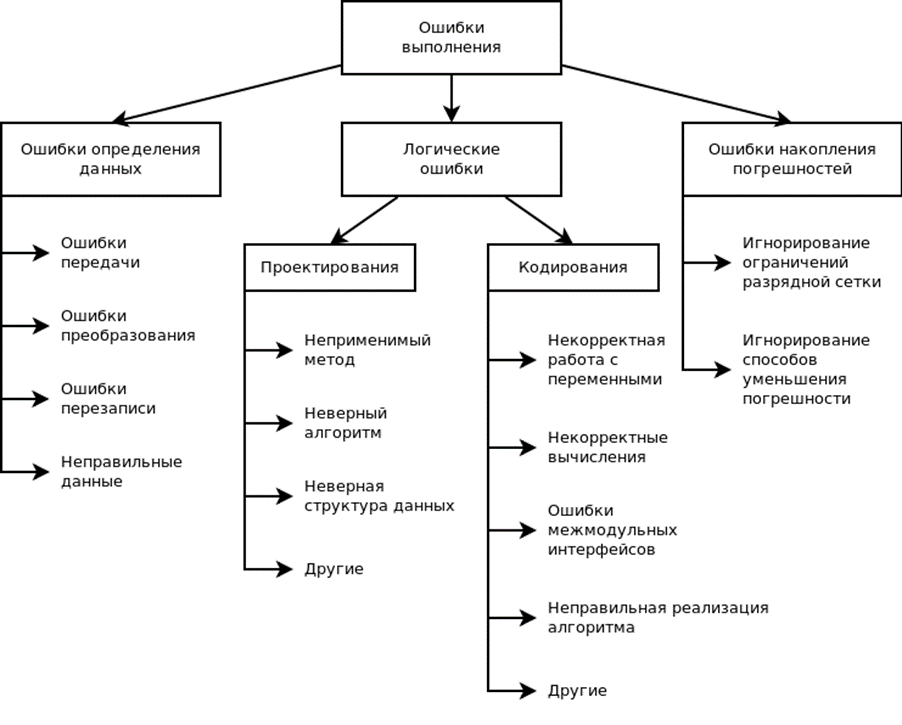 Ошибки
выполнения
Ошибки определения
данных
Логические
ошибки
Ошибки накопления
погрешностей
Ошибки
передачи
Ошибки
преобразования
Ошибки
перезаписи
Неправильные
данные
Проектирования
Неприменимый
метод
Неверный
алгоритм
Неверная
структура данных
Другие
Кодирования
Некорректная
работа с
переменными
Некорректные
вычисления
Ошибки
межмодульных
интерфейсов
Неправильная реализация
алгоритма
Другие
Игнорирование
ограничений
разрядной сетки
Игнорирование
способов
уменьшения
погрешности